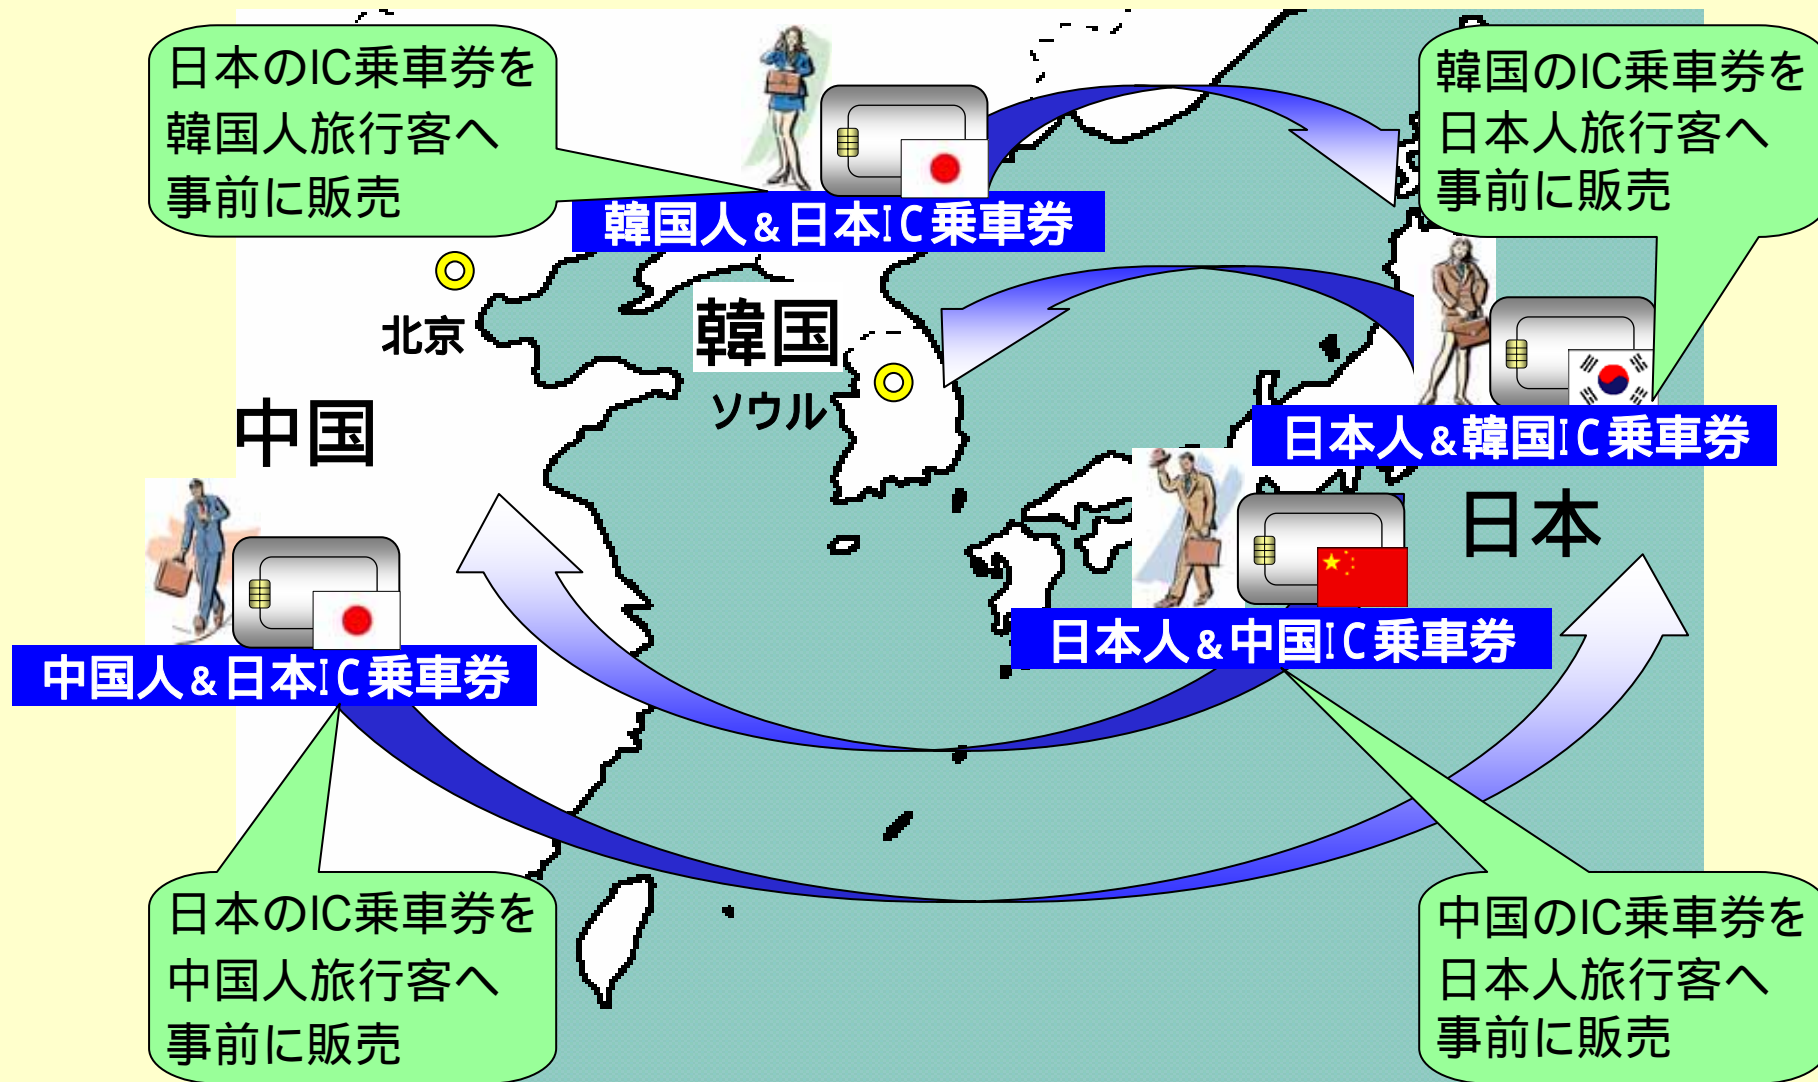 日本のIC乗車券を
韓国人旅行客へ
事前に販売
韓国のIC乗車券を
日本人旅行客へ
事前に販売
韓国人&日本IC乗車券
北京
韓国
ソウル
中国
日本人&韓国IC乗車券
日本
日本人&中国IC乗車券
中国人&日本IC乗車券
日本のIC乗車券を
中国人旅行客へ
事前に販売
中国のIC乗車券を
日本人旅行客へ
事前に販売